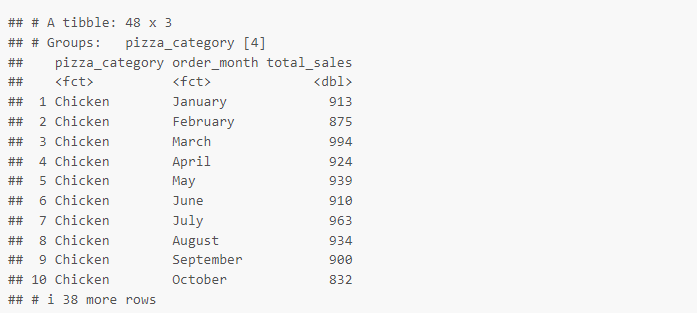 ## # A tibble: 48 x 3
## # Groups:   pizza_category [4]
##    pizza_category order_month total_sales
##    <fct>          <fct>             <dbl>
##  1 Chicken        January             913
##  2 Chicken        February            875
##  3 Chicken        March               994
##  4 Chicken        April               924
##  5 Chicken        May                 939
##  6 Chicken        June                910
##  7 Chicken        July                963
##  8 Chicken        August              934
##  9 Chicken        September           900
## 10 Chicken        October             832
## # i 38 more rows